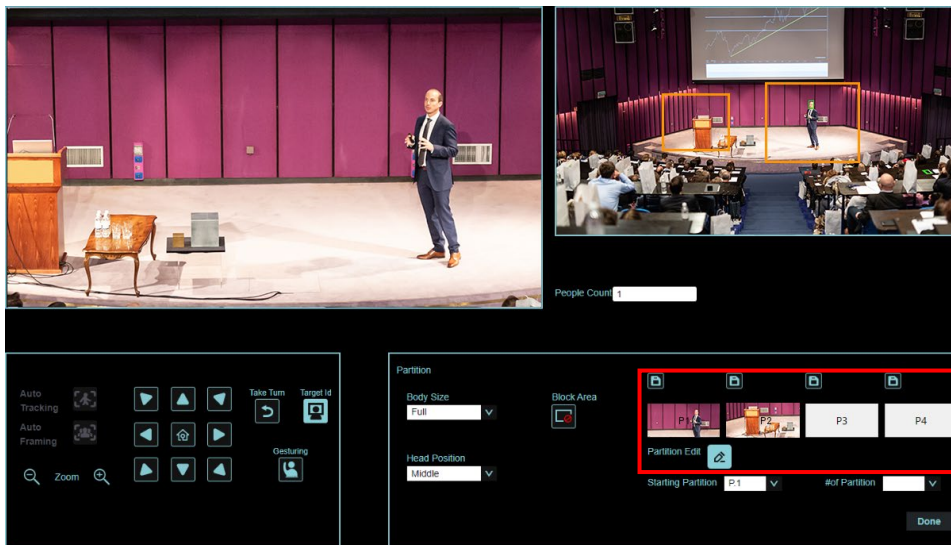 People Count 1
Auto Tracking
Auto Framing
Zoom
Take Turn
Target Id
Gesturing
Partition
Body Size
Full
Head Position
Middle
Block Area
P1
P2
P3
P4
Partition Edit
Starting Partition P.1
#of Partition
Done